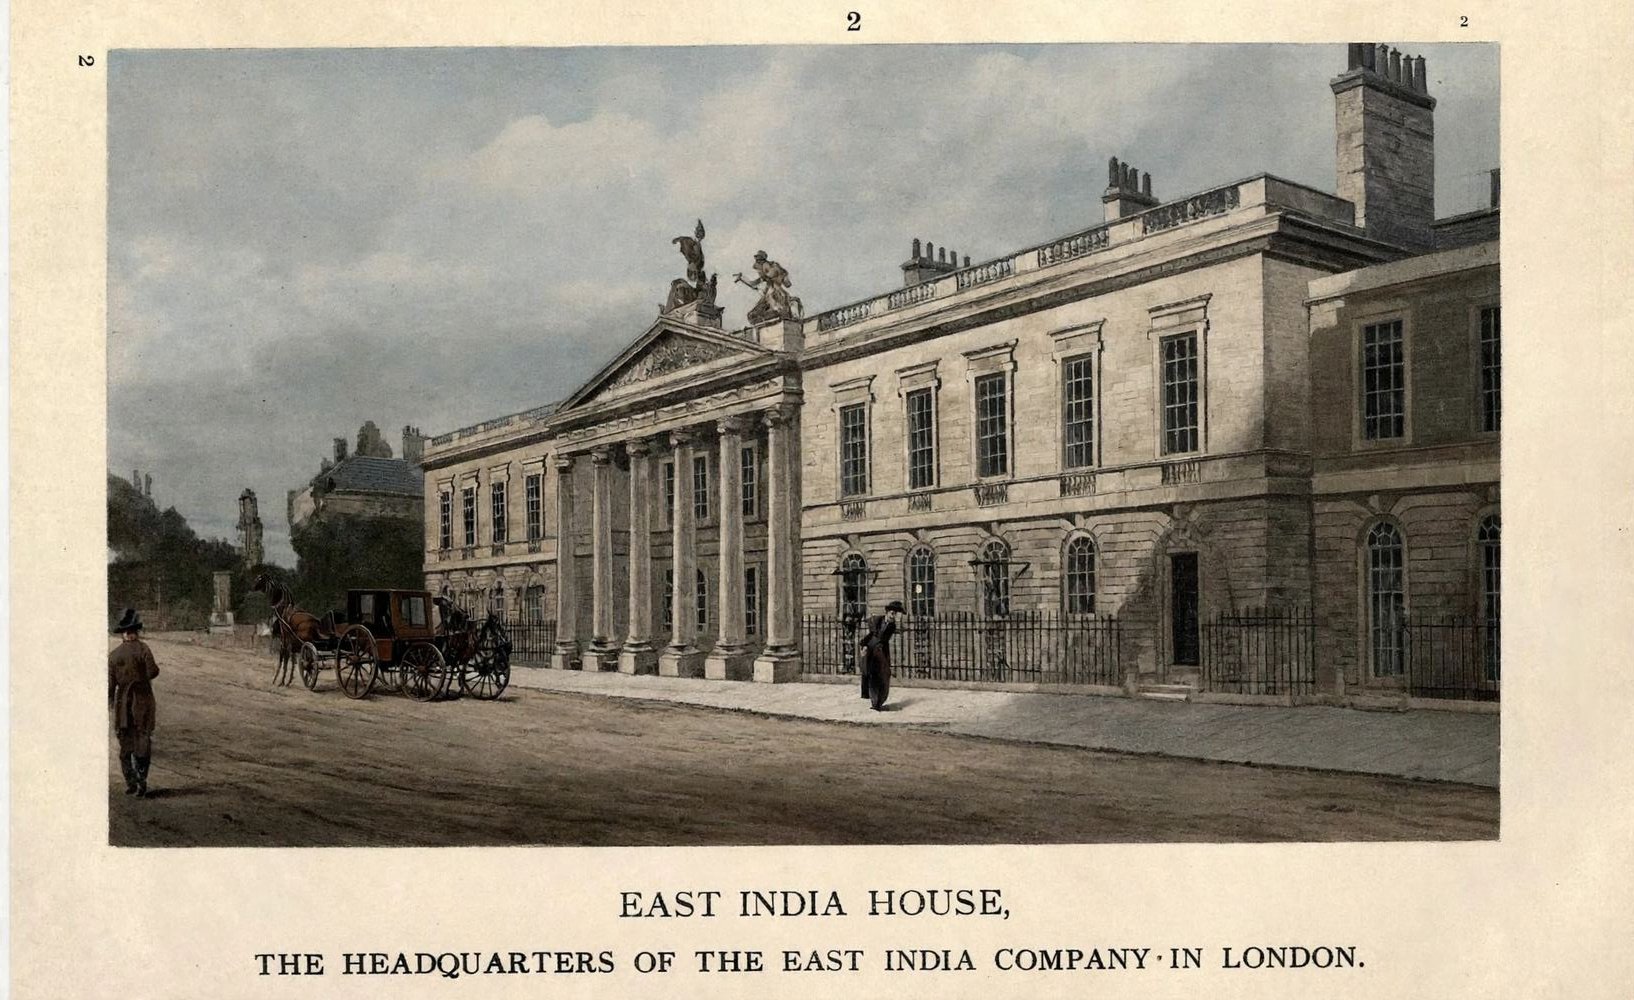 2
2
2
EAST INDIA HOUSE,
THE HEADQUARTERS OF THE EAST INDIA COMPANY · IN LONDON.